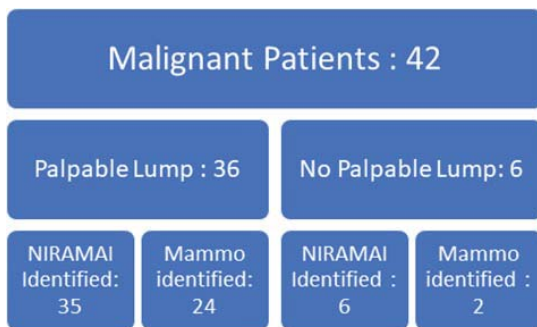 Malignant Patients : 42
Palpable Lump : 36
No Palpable Lump: 6
NIRAMAI
Identified:
35
Mammo
identified:
24
NIRAMAI
Identified :
6
Mammo
identified :
2